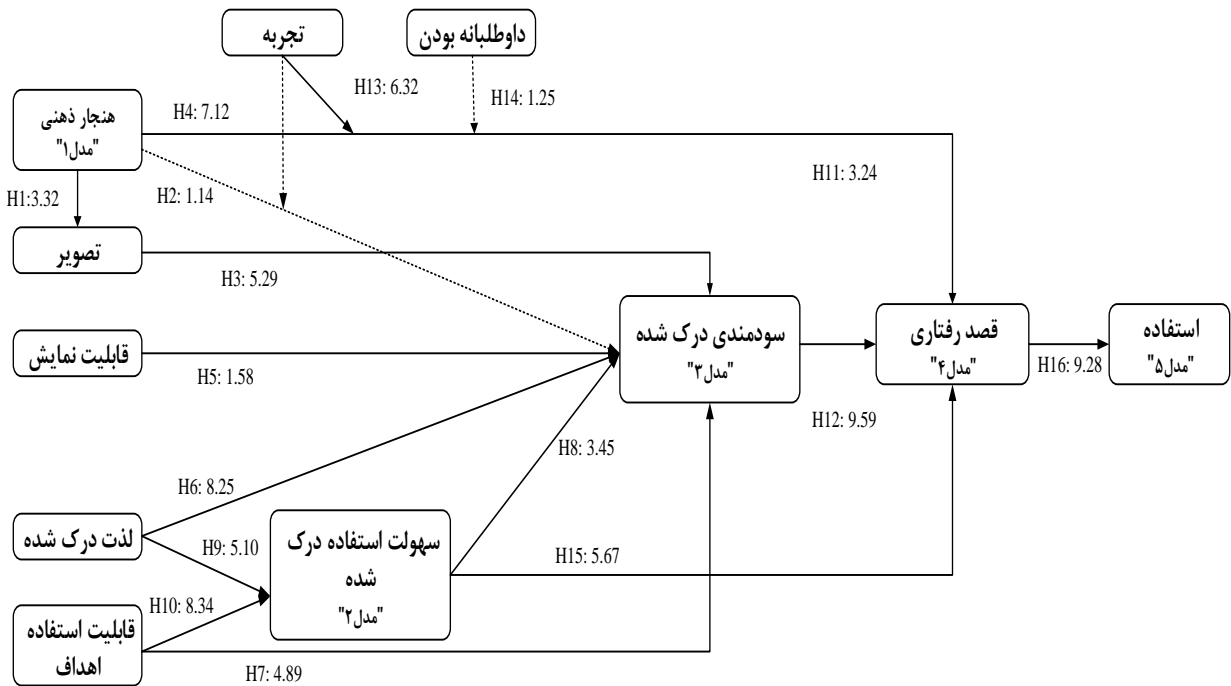 تجربه
داوطلبانه بودن
H13: 6.32
H14: 1.25
هنجار ذهنی
"مدل۱"
H4: 7.12
H1:3.32
H2: 1.14
H11: 3.24
تصویر
H3: 5.29
سودمندی درک شده
"مدل۳"
قصد رفتاری
"مدل۴"
استفاده
"مدل۵"
قابلیت نمایش
H5: 1.58
H16: 9.28
H12: 9.59
H8: 3.45
H6: 8.25
لذت درک شده
سهولت استفاده درک
شده
"مدل۲"
H9: 5.10
H15: 5.67
H10: 8.34
قابلیت استفاده
اهداف
H7: 4.89